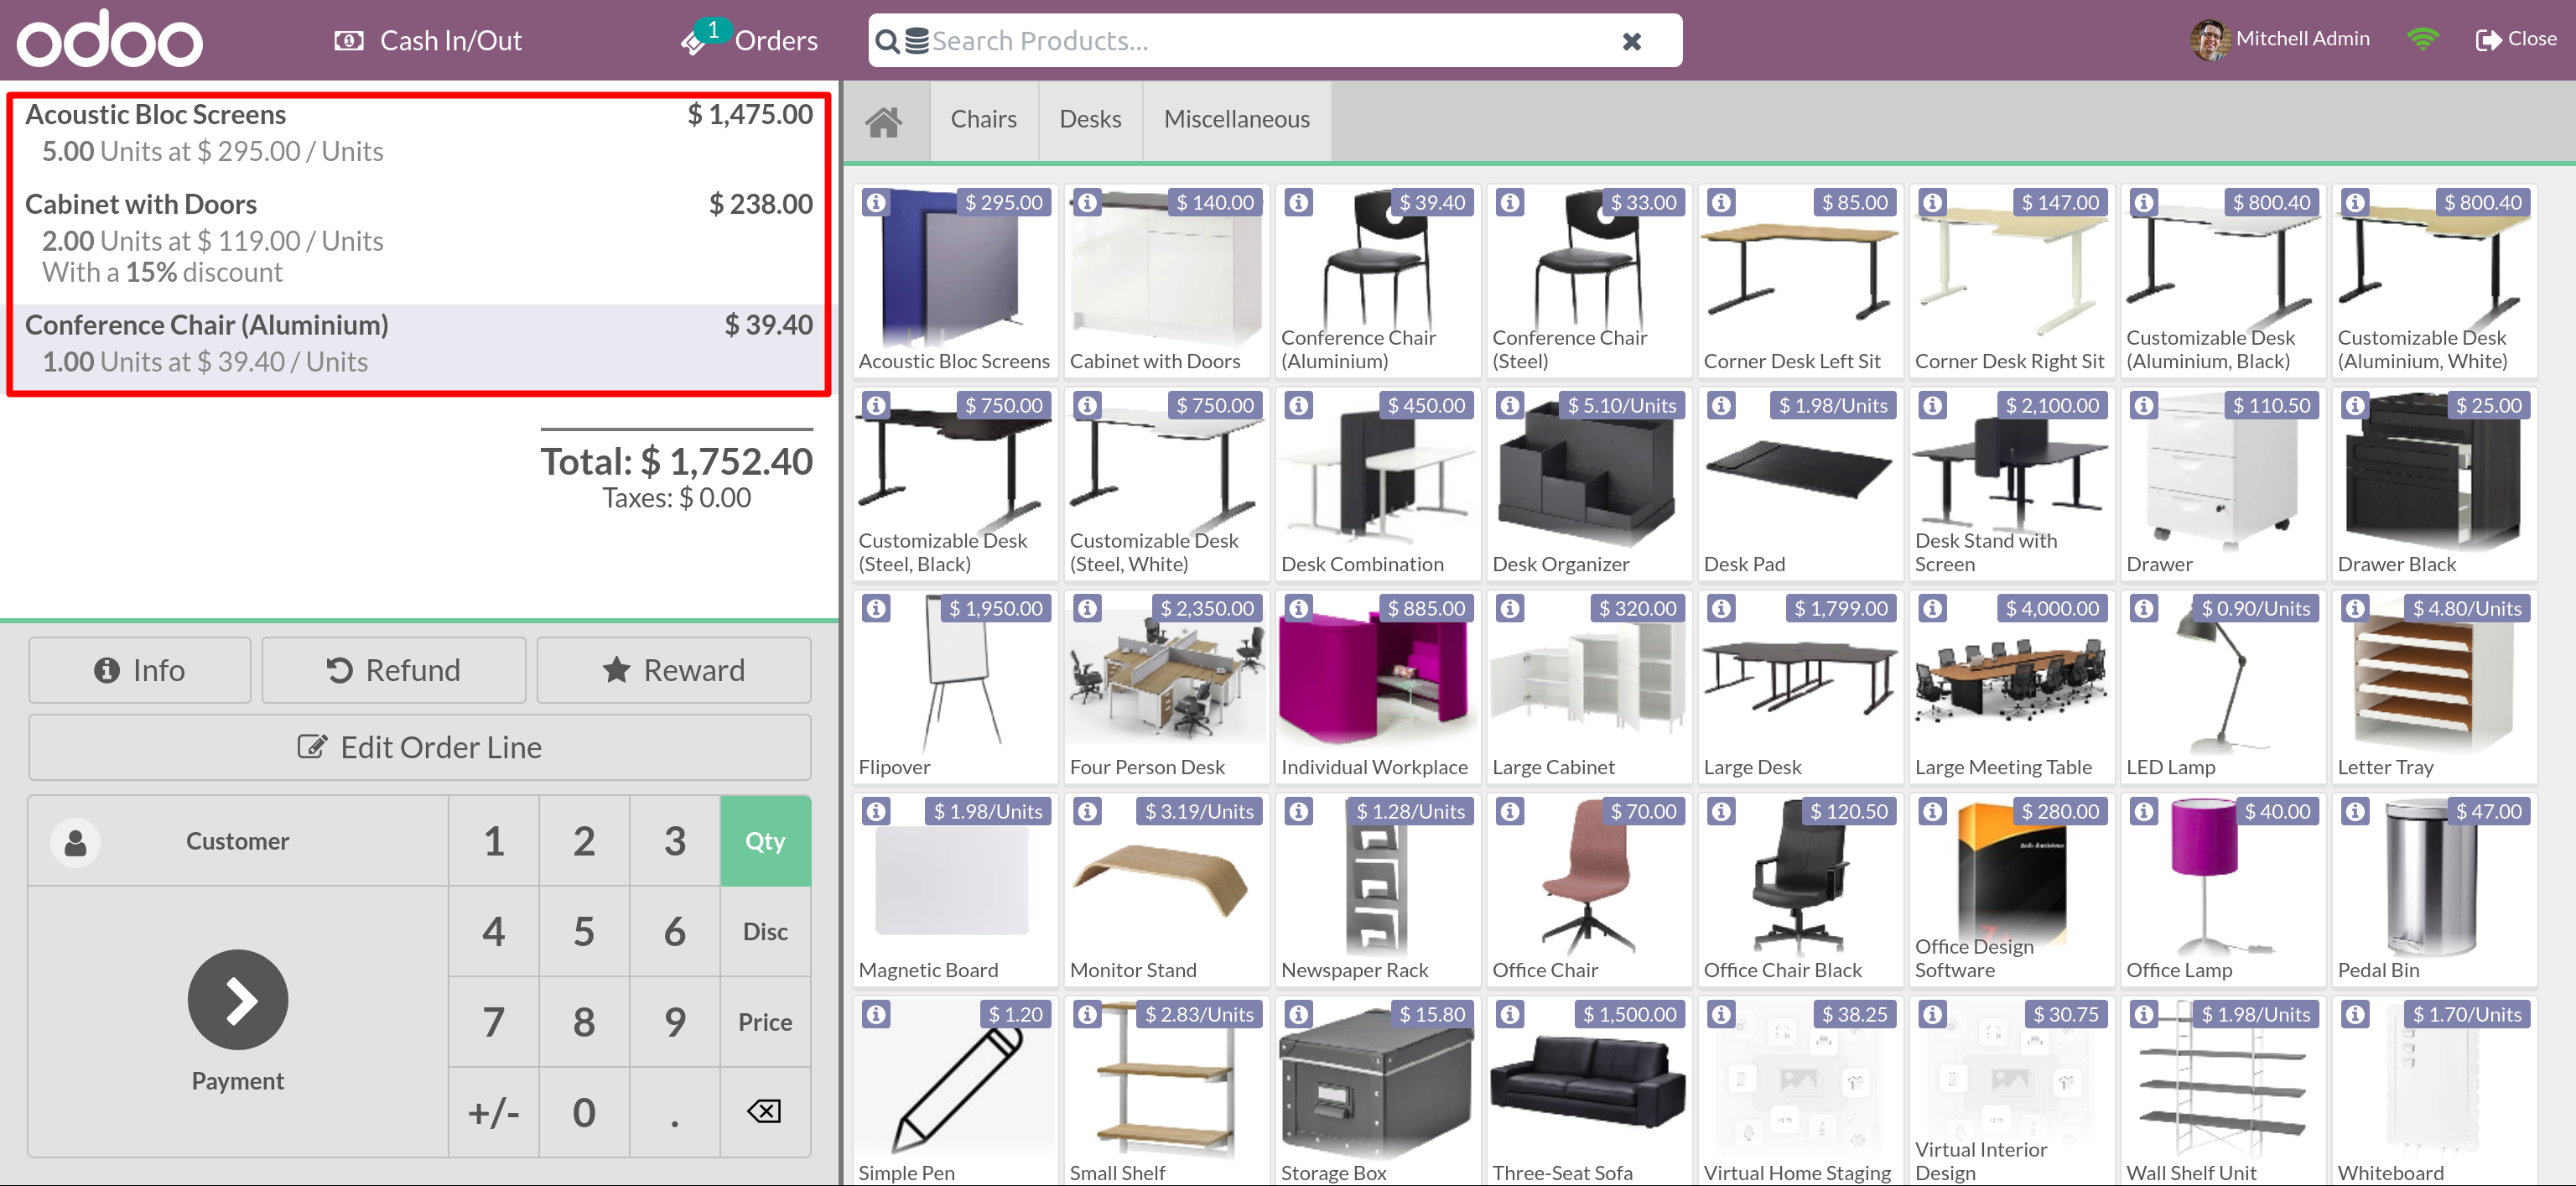 odoo
Cash In/Out
1
Orders
Search Products...
Mitchell Admin
Close
Acoustic Bloc Screens $ 1,475.00
5.00 Units at $ 295.00 / Units
Cabinet with Doors $ 238.00
2.00 Units at $ 119.00 / Units
With a 15% discount
Conference Chair (Aluminium) $ 39.40
1.00 Units at $ 39.40 / Units
Total: $ 1,752.40
Taxes: $ 0.00
Info
Refund
Reward
Edit Order Line
Customer
1 2 3 Qty
4 5 6 Disc
7 8 9 Price
+/- 0 .
Payment
Chairs
Desks
Miscellaneous
$ 295.00
Acoustic Bloc Screens
$ 140.00
Cabinet with Doors
$ 39.40
Conference Chair
(Aluminium)
$ 33.00
Conference Chair
(Steel)
$ 85.00
Corner Desk Left Sit
$ 147.00
Corner Desk Right Sit
$ 800.40
Customizable Desk
(Aluminium, Black)
$ 800.40
Customizable Desk
(Aluminium, White)
$ 750.00
Customizable Desk
(Steel, Black)
$ 750.00
Customizable Desk
(Steel, White)
$ 450.00
Desk Combination
$ 5.10/Units
Desk Organizer
$ 1.98/Units
Desk Pad
$ 2,100.00
Desk Stand with
Screen
$ 110.50
Drawer
$ 25.00
Drawer Black
$ 1,950.00
Flipover
$ 2,350.00
Four Person Desk
$ 885.00
Individual Workplace
$ 320.00
Large Cabinet
$ 1,799.00
Large Desk
$ 4,000.00
Large Meeting Table
$ 0.90/Units
LED Lamp
$ 4.80/Units
Letter Tray
$ 1.98/Units
Magnetic Board
$ 3.19/Units
Monitor Stand
$ 1.28/Units
Newspaper Rack
$ 70.00
Office Chair
$ 120.50
Office Chair Black
$ 280.00
Office Design
Software
$ 40.00
Office Lamp
$ 47.00
Pedal Bin
$ 1.20
Simple Pen
$ 2.83/Units
Small Shelf
$ 15.80
Storage Box
$ 1,500.00
Three-Seat Sofa
$ 38.25
Virtual Home Staging
$ 30.75
Virtual Interior
Design
$ 1.98/Units
Wall Shelf Unit
$ 1.70/Units
Whiteboard